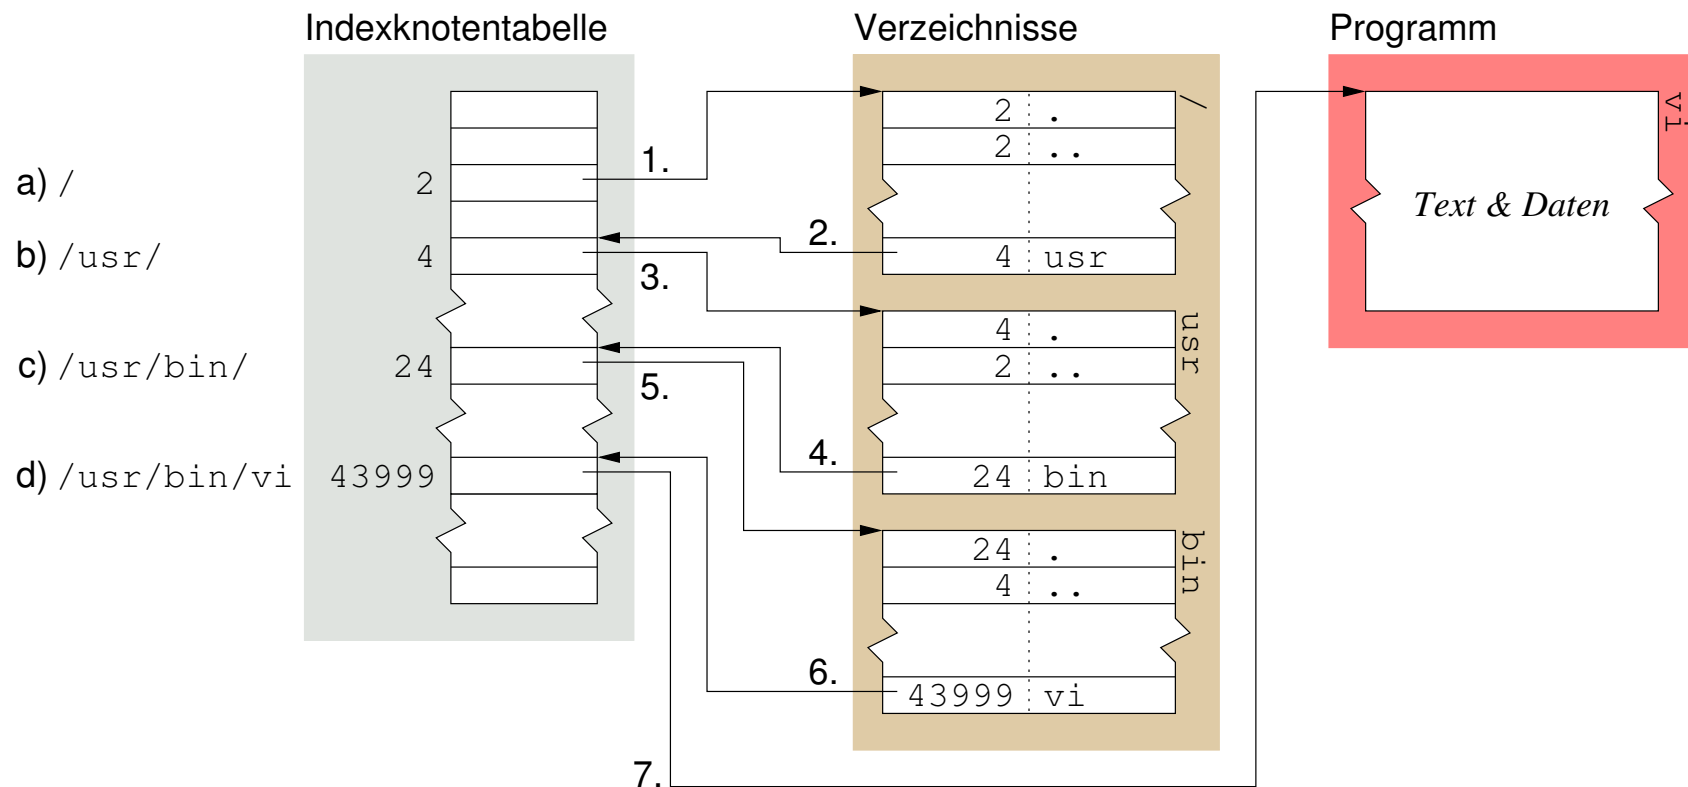 Indexknotentabelle
Verzeichnisse
Programm
a) / 2
b) /usr/ 4
c) /usr/bin/ 24
d) /usr/bin/vi 43999
1.
2.
3.
4.
5.
6.
7.
/
2 .
2 ..
4 usr
usr
4 .
2 ..
24 bin
bin
24 .
4 ..
43999 vi
vi
Text & Daten